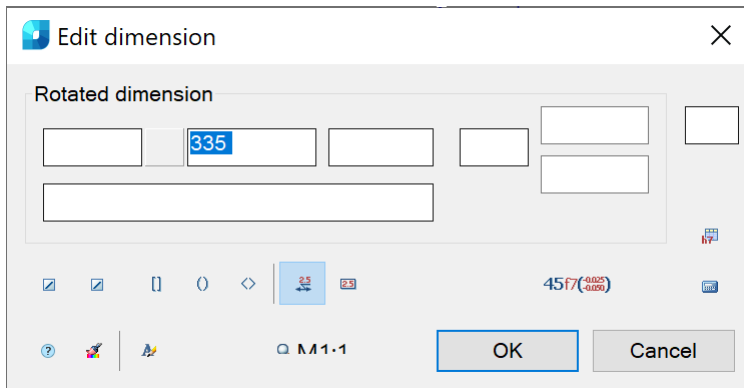 Edit dimension
Rotated dimension
335
h7
[] () <> 2.5 2.5 45f7(-0.025 -0.050)
? M1:1 OK Cancel